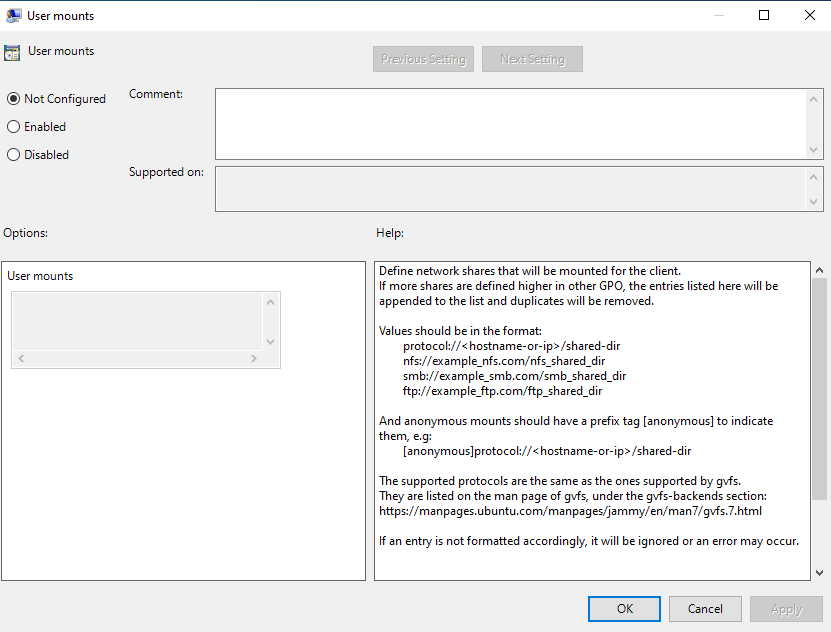 User mounts
User mounts
Previous Setting
Next Setting
Not Configured
Enabled
Disabled
Comment:
Supported on:
Options:
Help:
User mounts
Define network shares that will be mounted for the client.
If more shares are defined higher in other GPO, the entries listed here will be
appended to the list and duplicates will be removed.
Values should be in the format:
protocol://<hostname-or-ip>/shared-dir
nfs://example_nfs.com/nfs_shared_dir
smb://example_smb.com/smb_shared_dir
ftp://example_ftp.com/ftp_shared_dir
And anonymous mounts should have a prefix tag [anonymous] to indicate
them, e.g:
[anonymous]protocol://<hostname-or-ip>/shared-dir
The supported protocols are the same as the ones supported by gvfs.
They are listed on the man page of gvfs, under the gvfs-backends section:
https://manpages.ubuntu.com/manpages/jammy/en/man7/gvfs.7.html
If an entry is not formatted accordingly, it will be ignored or an error may occur.
OK
Cancel
Apply